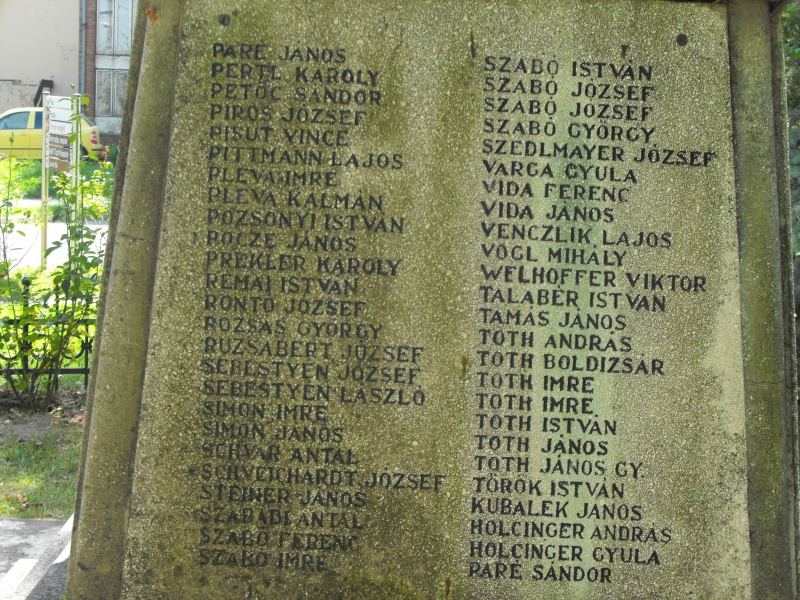 PARÉ JÁNOS
PERTL KÁROLY
PETŐC SÁNDOR
PIROS JÓZSEF
PISUT VINCE
PITTMANN LAJOS
PLEVA IMRE
PLEVA KÁLMÁN
POZSONYI ISTVÁN
PŐCZE JÁNOS
PREKLER KÁROLY
RÉMAI ISTVÁN
RONTÓ JÓZSEF
ROZSÁS GYÖRGY
RUZSABERT JÓZSEF
SEBESTYÉN JÓZSEF
SEBESTYÉN LÁSZLÓ
SIMON IMRE
SIMON JÁNOS
SCHVÁR ANTAL
SCHVEICHARDT JÓZSEF
STEINER JÁNOS
SZABADI ANTAL
SZABÓ FERENC
SZABÓ IMRE
SZABÓ ISTVÁN
SZABÓ JÓZSEF
SZABÓ JÓZSEF
SZABÓ GYÖRGY
SZEDLMAYER JÓZSEF
VARGA GYULA
VIDA FERENC
VIDA JÁNOS
VENCZLIK LAJOS
VOGL MIHÁLY
WELHOFFER VIKTOR
TALABÉR ISTVÁN
TAMÁS JÁNOS
TÓTH ANDRÁS
TÓTH BOLDIZSÁR
TÓTH IMRE
TÓTH IMRE
TÓTH ISTVÁN
TÓTH JÁNOS
TÓTH JÁNOS GY.
TÖRÖK ISTVÁN
KUBALEK JÁNOS
HOLCINGER ANDRÁS
HOLCINGER GYULA
PARÉ SÁNDOR